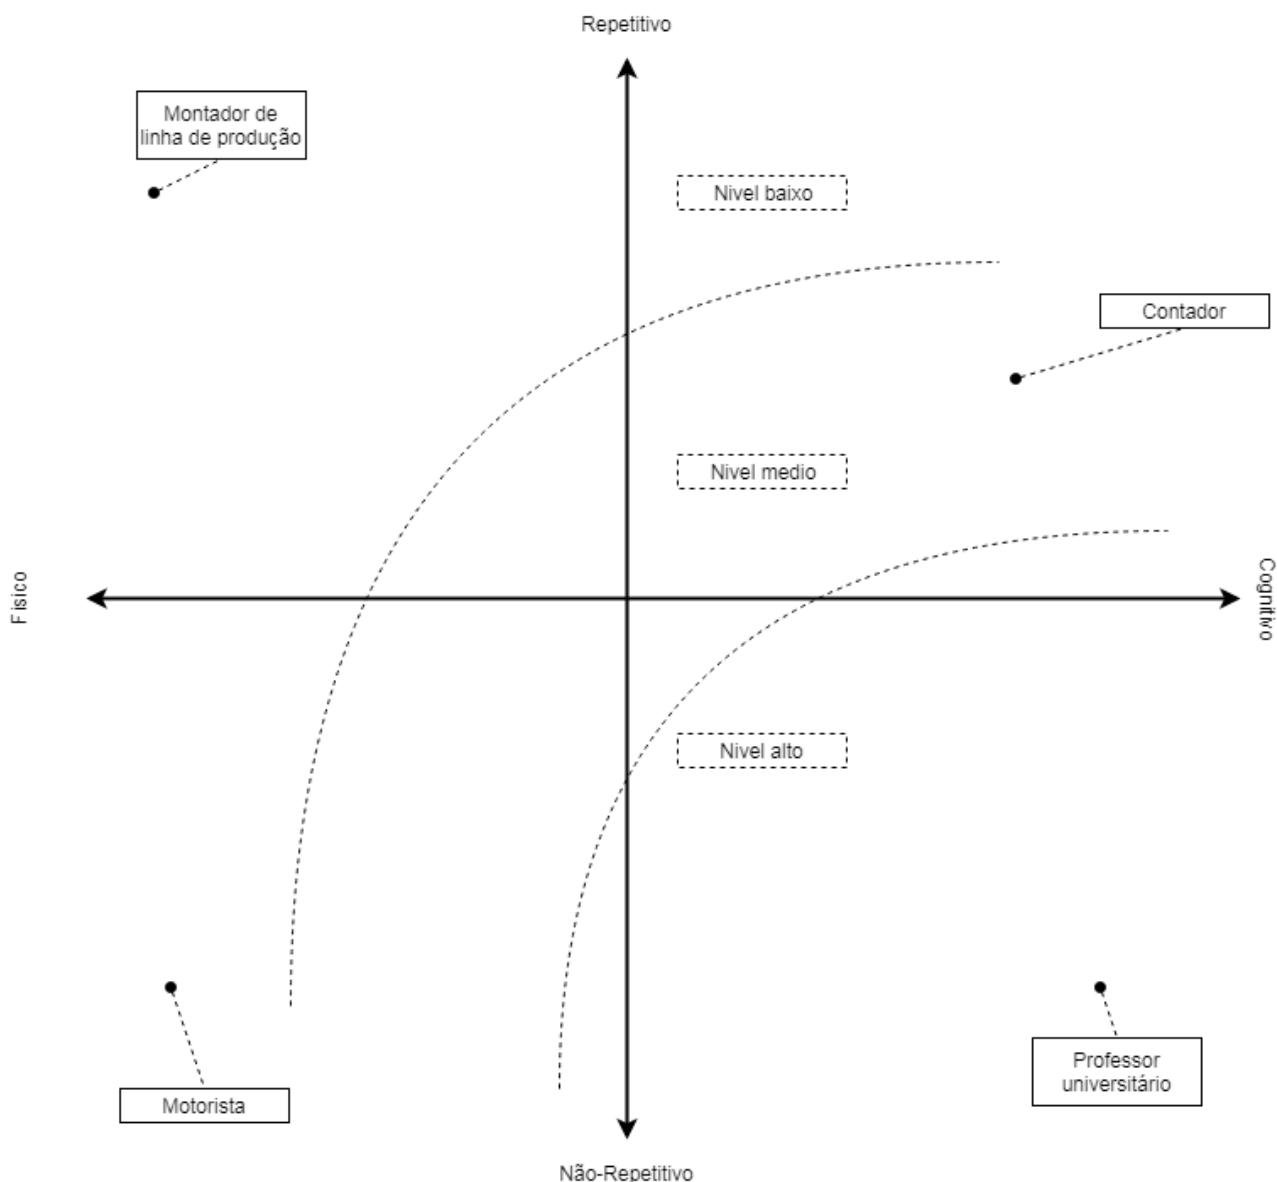 Repetitivo
Montador de
linha de produção
Nivel baixo
Contador
Nivel medio
Fisico
Cognitivo
Nivel alto
Professor
universitário
Motorista
Não-Repetitivo